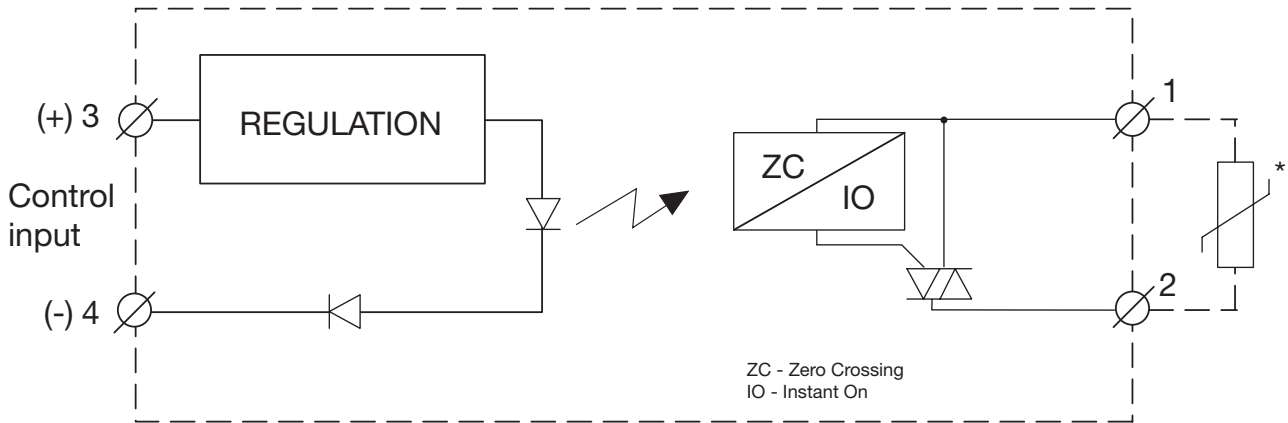 (+) 3
REGULATION
Control
input
(-) 4
ZC
IO
1
*
2
ZC - Zero Crossing
IO - Instant On